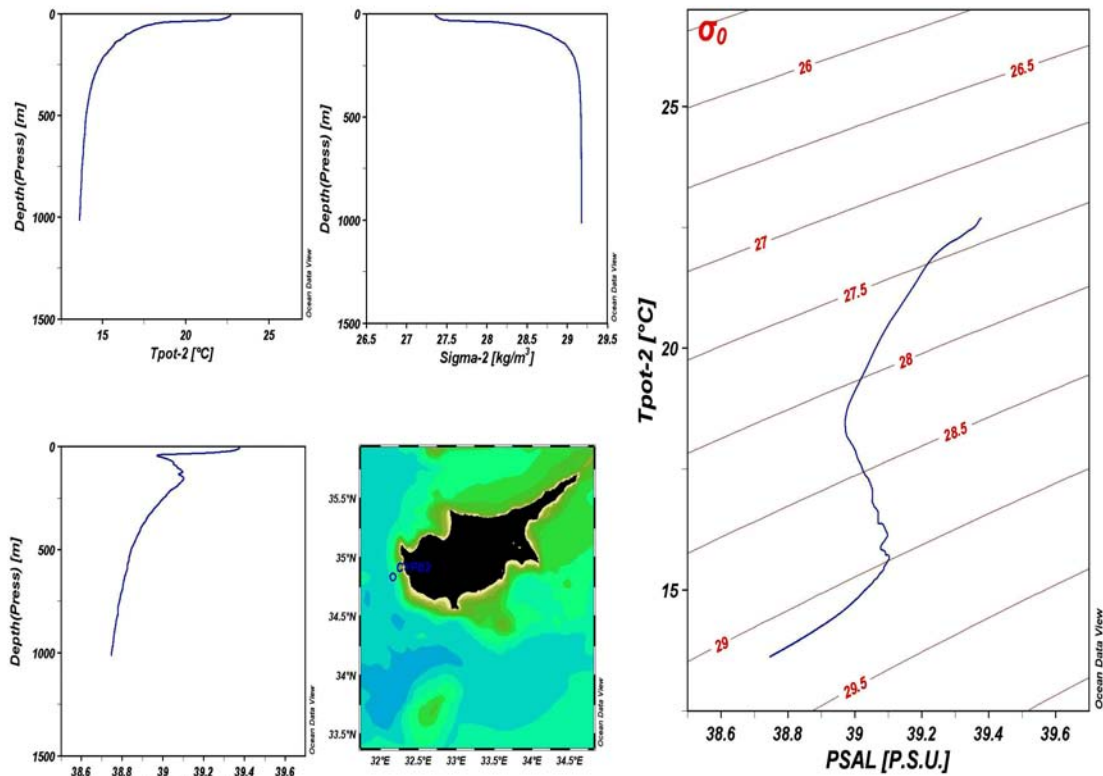 0
500
1000
1500
Depth(Press) [m]
15
20
25
Tpot-2 [°C]
Ocean Data View
0
500
1000
1500
Depth(Press) [m]
26.5
27
27.5
28
28.5
29
29.5
Sigma-2 [kg/m³]
Ocean Data View
0
500
1000
1500
Depth(Press) [m]
38.6
38.8
39
39.2
39.4
39.6
Ocean Data View
35.5°N
35°N
34.5°N
34°N
33.5°N
32°E
32.5°E
33°E
33.5°E
34°E
34.5°E
Ocean Data View
σ0
26
26.5
27
27.5
28
28.5
29
29.5
25
20
15
Tpot-2 [°C]
38.6
38.8
39
39.2
39.4
39.6
PSAL [P.S.U.]
Ocean Data View